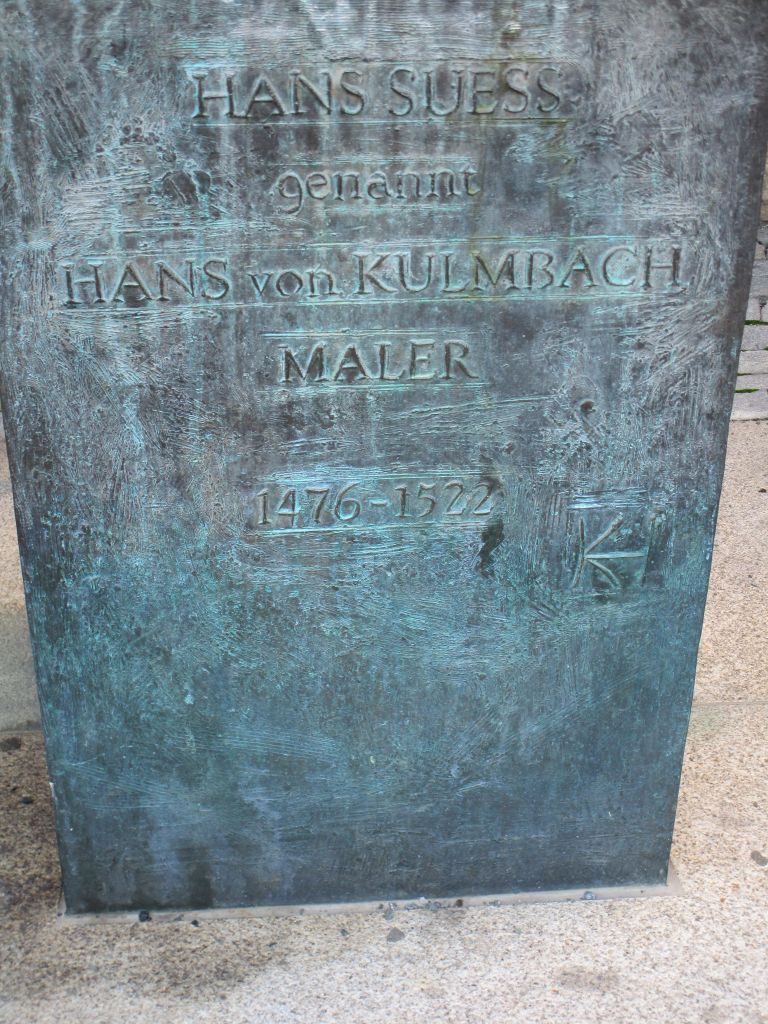 HANS SUESS
genannt
HANS von KULMBACH
MALER
1476-1522
K